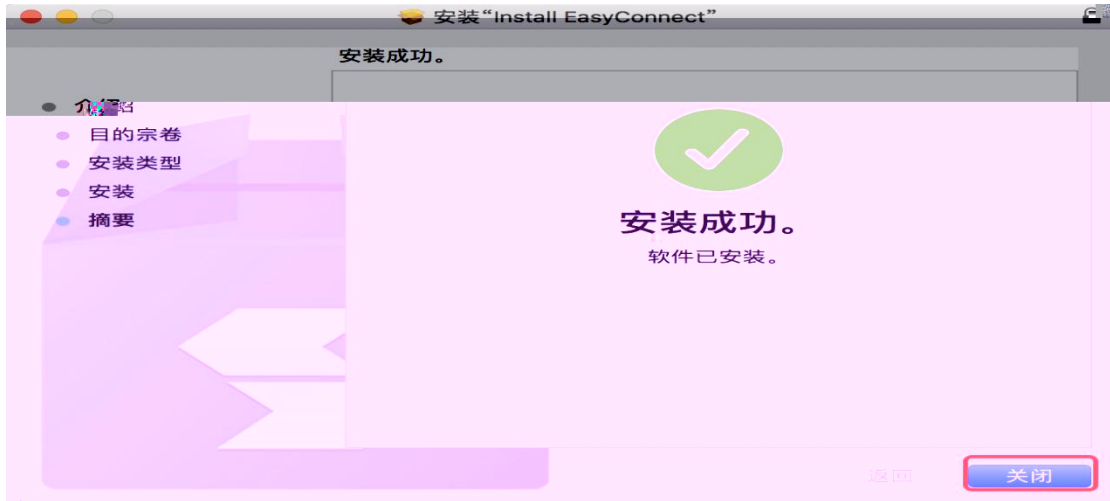 安装“Install EasyConnect”
安装成功。
介绍
目的宗卷
安装类型
安装
摘要
安装成功。
软件已安装。
返回
关闭